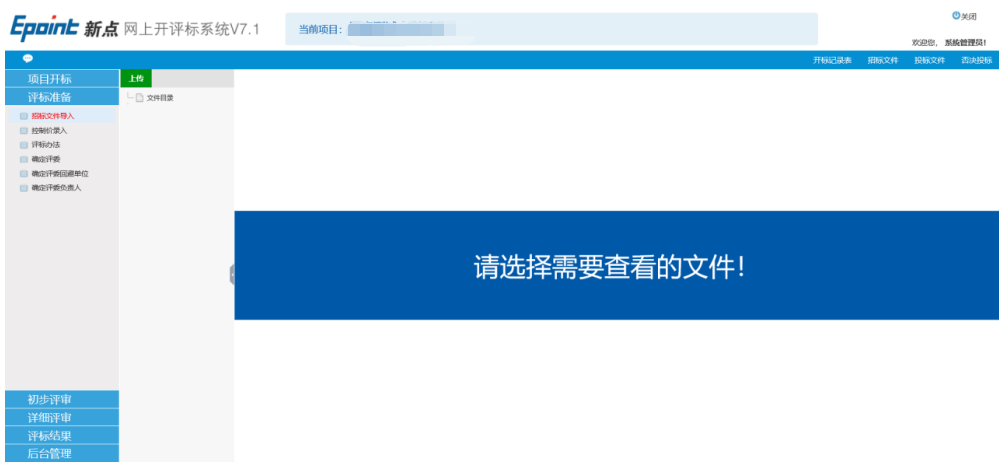 Epoint 新点 网上开评标系统V7.1
当前项目：
关闭
欢迎您， 系统管理员!
开标记录表 招标文件 投标文件 否决投标
项目开标
评标准备
招标文件导入
控制价录入
评标办法
确定评委
确定评委回避单位
确定评委负责人
初步评审
详细评审
评标结果
后台管理
上传
文件目录
请选择需要查看的文件!